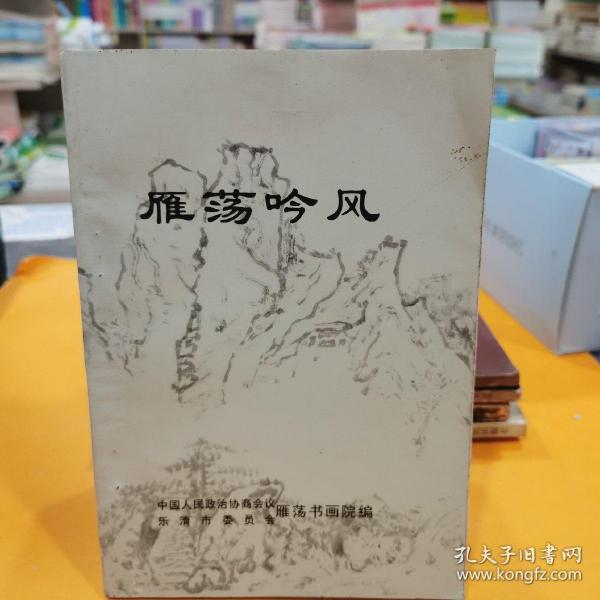 雁荡吟风
中国人民政治协商会议
乐清市委员会
雁荡书画院编
孔夫子旧书网
www.kongfz.com